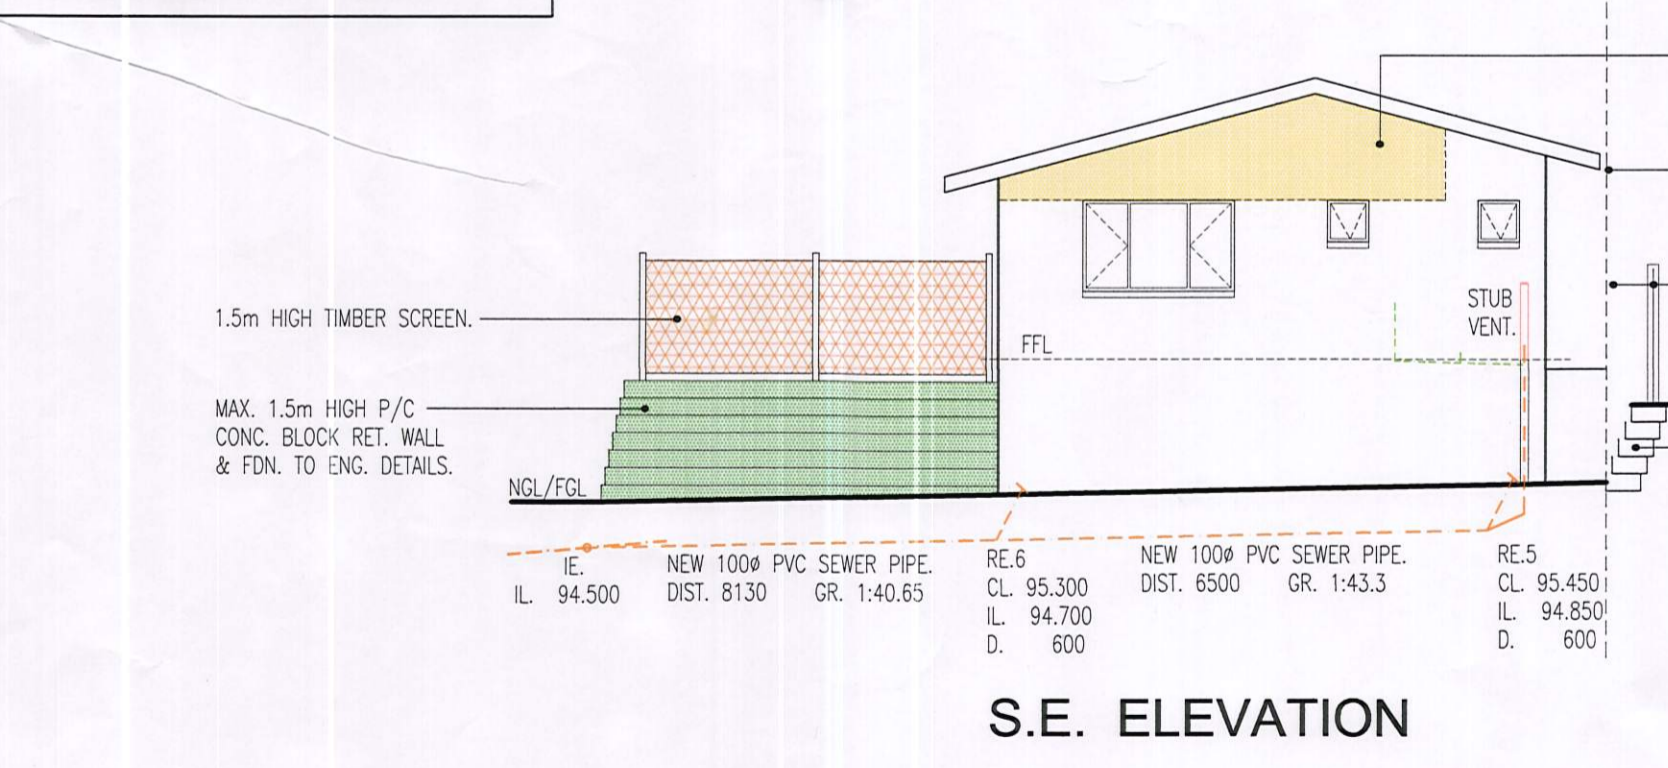 1.5m HIGH TIMBER SCREEN.
MAX. 1.5m HIGH P/C
CONC. BLOCK RET. WALL
& FDN. TO ENG. DETAILS.
NGL/FGL
FFL
STUB
VENT.
IE.
IL. 94.500
NEW 100ø PVC SEWER PIPE.
DIST. 8130 GR. 1:40.65
RE.6
CL. 95.300
IL. 94.700
D. 600
NEW 100ø PVC SEWER PIPE.
DIST. 6500 GR. 1:43.3
RE.5
CL. 95.450
IL. 94.850
D. 600
S.E. ELEVATION